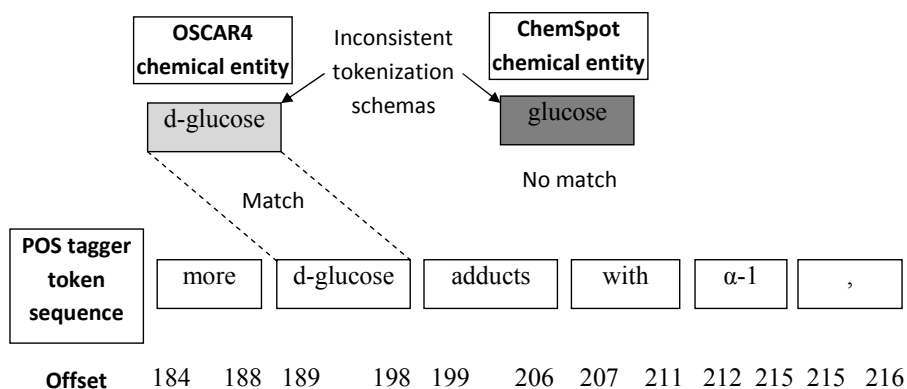 OSCAR4
chemical entity
Inconsistent
tokenization
schemas
ChemSpot
chemical entity
d-glucose
glucose
Match
No match
POS tagger
token
sequence
more d-glucose adducts with α-1 ,
Offset 184 188 189 198 199 206 207 211 212 215 215 216